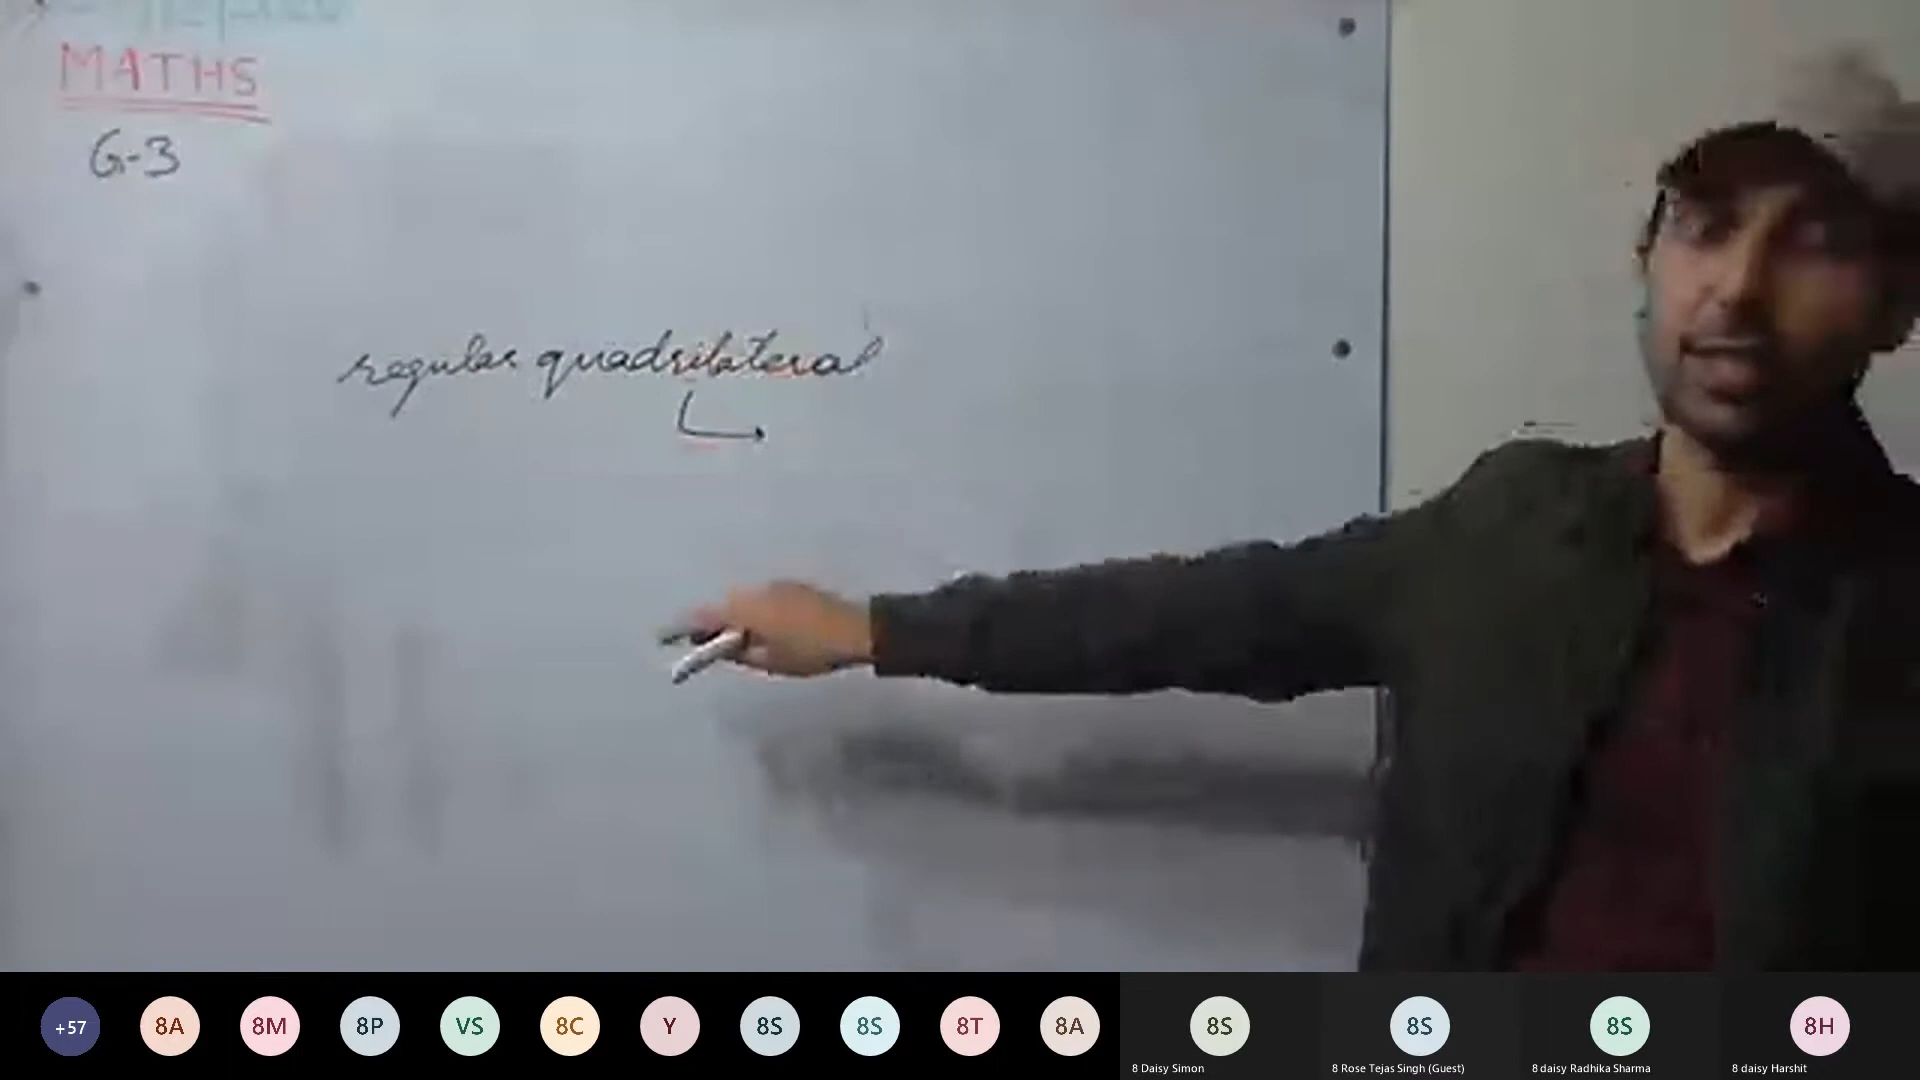 MATHS
G-3
regular quadrilateral
+57
8A
8M
8P
VS
8C
Y
8S
8S
8T
8A
8S
8S
8S
8H
8 Daisy Simon
8 Rose Tejas Singh (Guest)
8 daisy Radhika Sharma
8 daisy Harshit